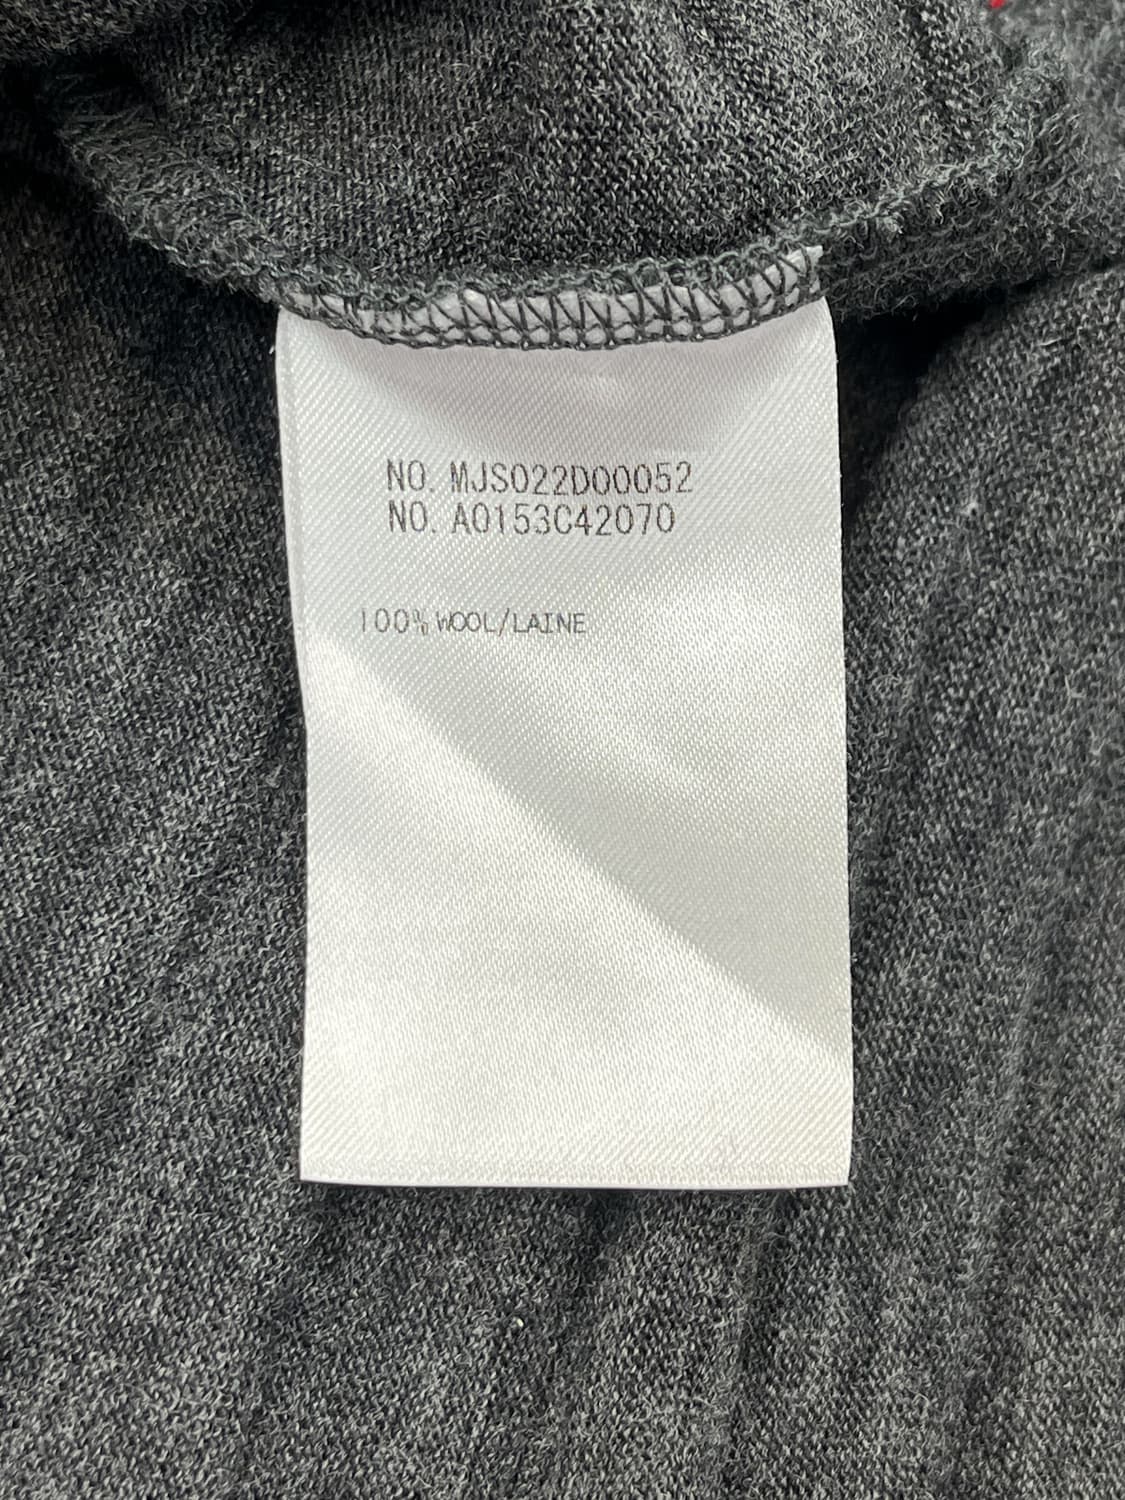 NO. MJS022D00052
NO. A0153C42070
100% WOOL/LAINE